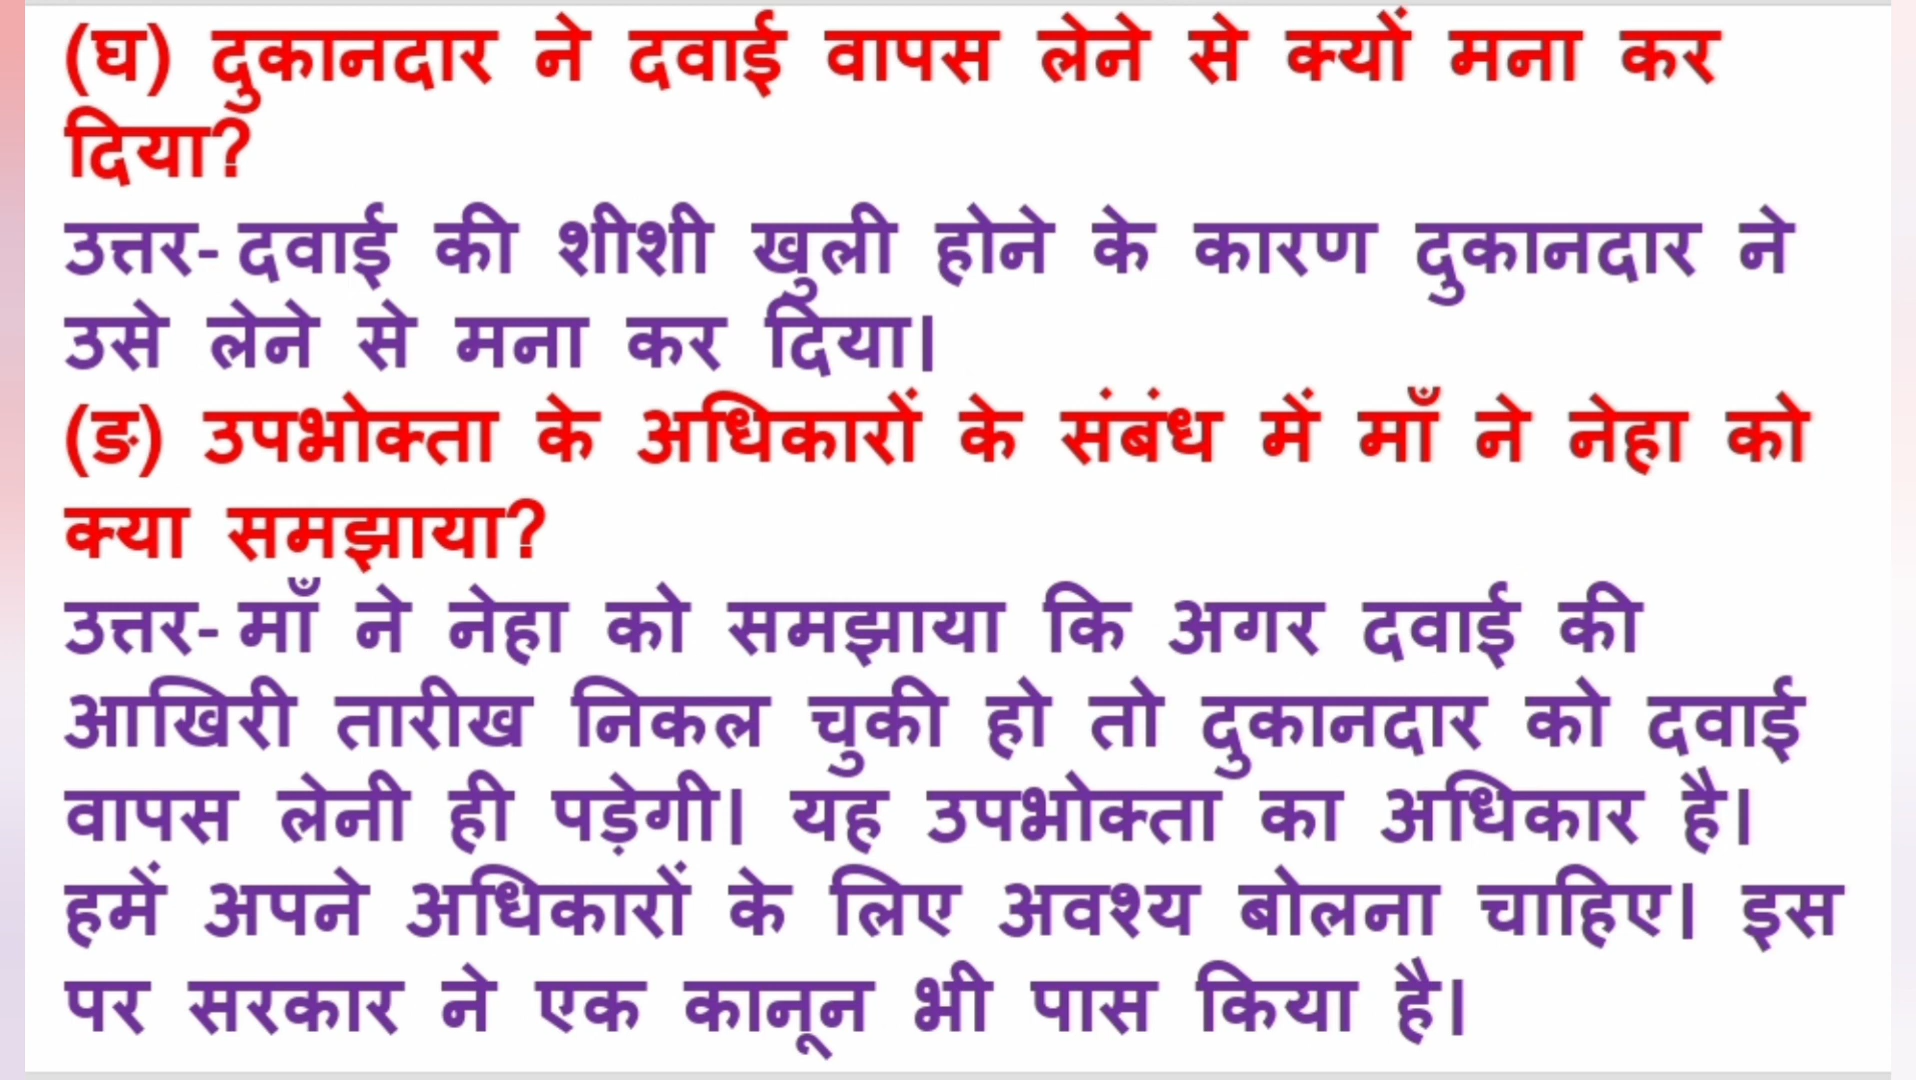 (घ) दुकानदार ने दवाई वापस लेने से क्यों मना कर
दिया?
उत्तर- दवाई की शीशी खुली होने के कारण दुकानदार ने
उसे लेने से मना कर दिया।
(ङ) उपभोक्ता के अधिकारों के संबंध में माँ ने नेहा को
क्या समझाया?
उत्तर- माँ ने नेहा को समझाया कि अगर दवाई की
आखिरी तारीख निकल चुकी हो तो दुकानदार को दवाई
वापस लेनी ही पड़ेगी। यह उपभोक्ता का अधिकार है।
हमें अपने अधिकारों के लिए अवश्य बोलना चाहिए। इस
पर सरकार ने एक कानून भी पास किया है।